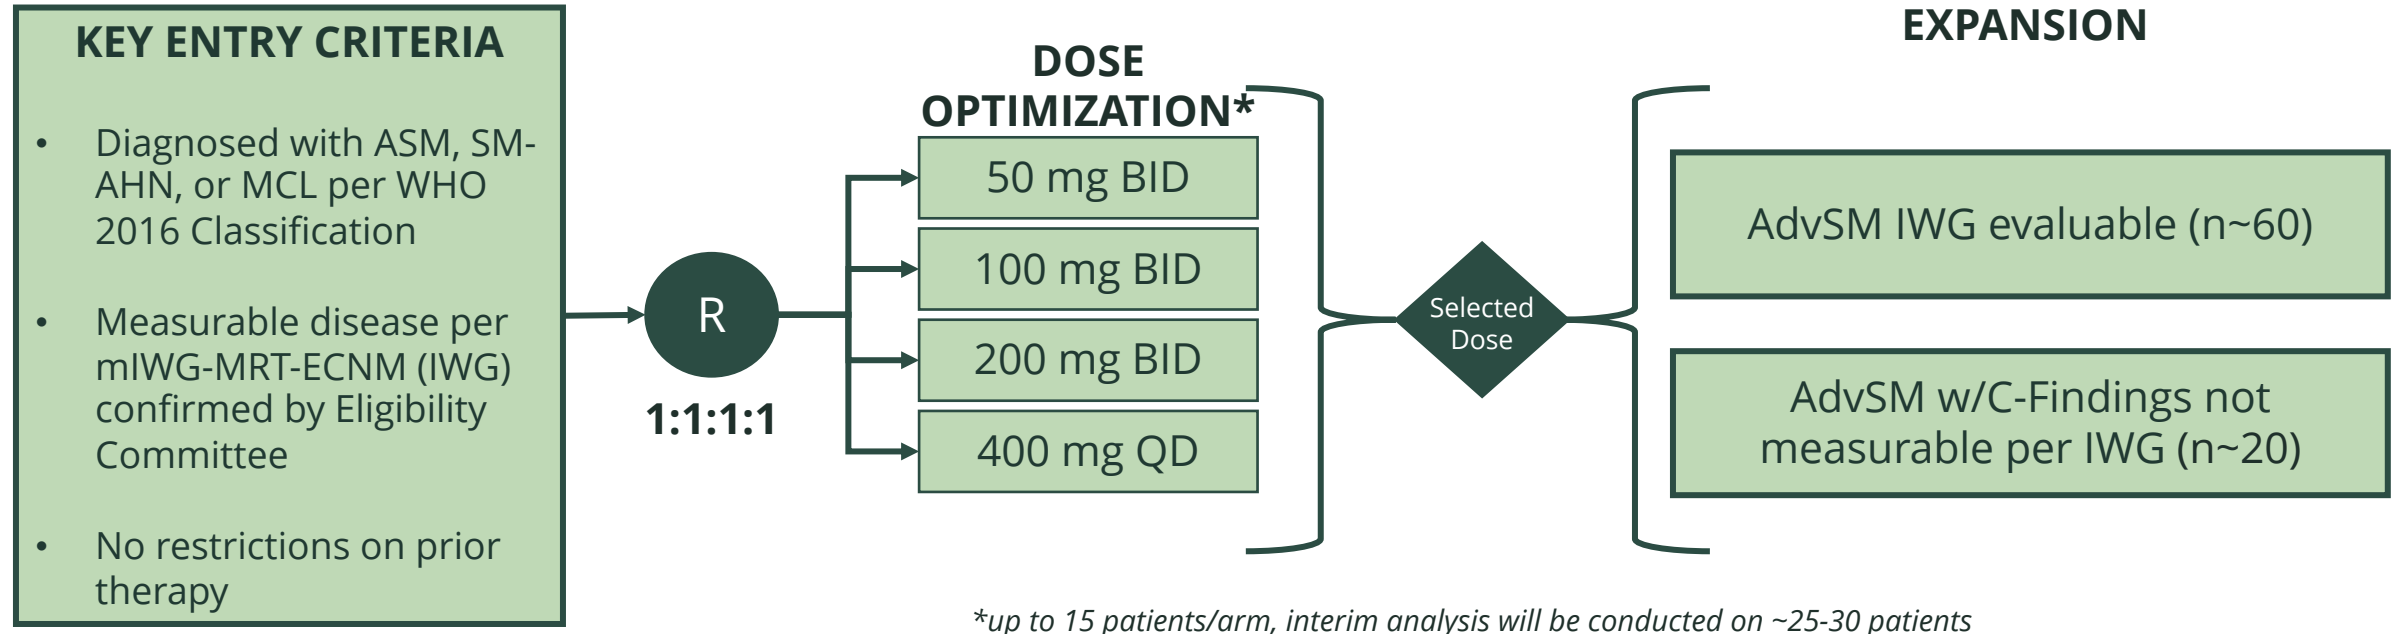 KEY ENTRY CRITERIA
• Diagnosed with ASM, SM-
AHN, or MCL per WHO
2016 Classification
• Measurable disease per
mIWG-MRT-ECNM (IWG)
confirmed by Eligibility
Committee
• No restrictions on prior
therapy
R
1:1:1:1
DOSE
OPTIMIZATION*
50 mg BID
100 mg BID
200 mg BID
400 mg QD
Selected
Dose
EXPANSION
AdvSM IWG evaluable (n~60)
AdvSM w/C-Findings not
measurable per IWG (n~20)
*up to 15 patients/arm, interim analysis will be conducted on ~25-30 patients